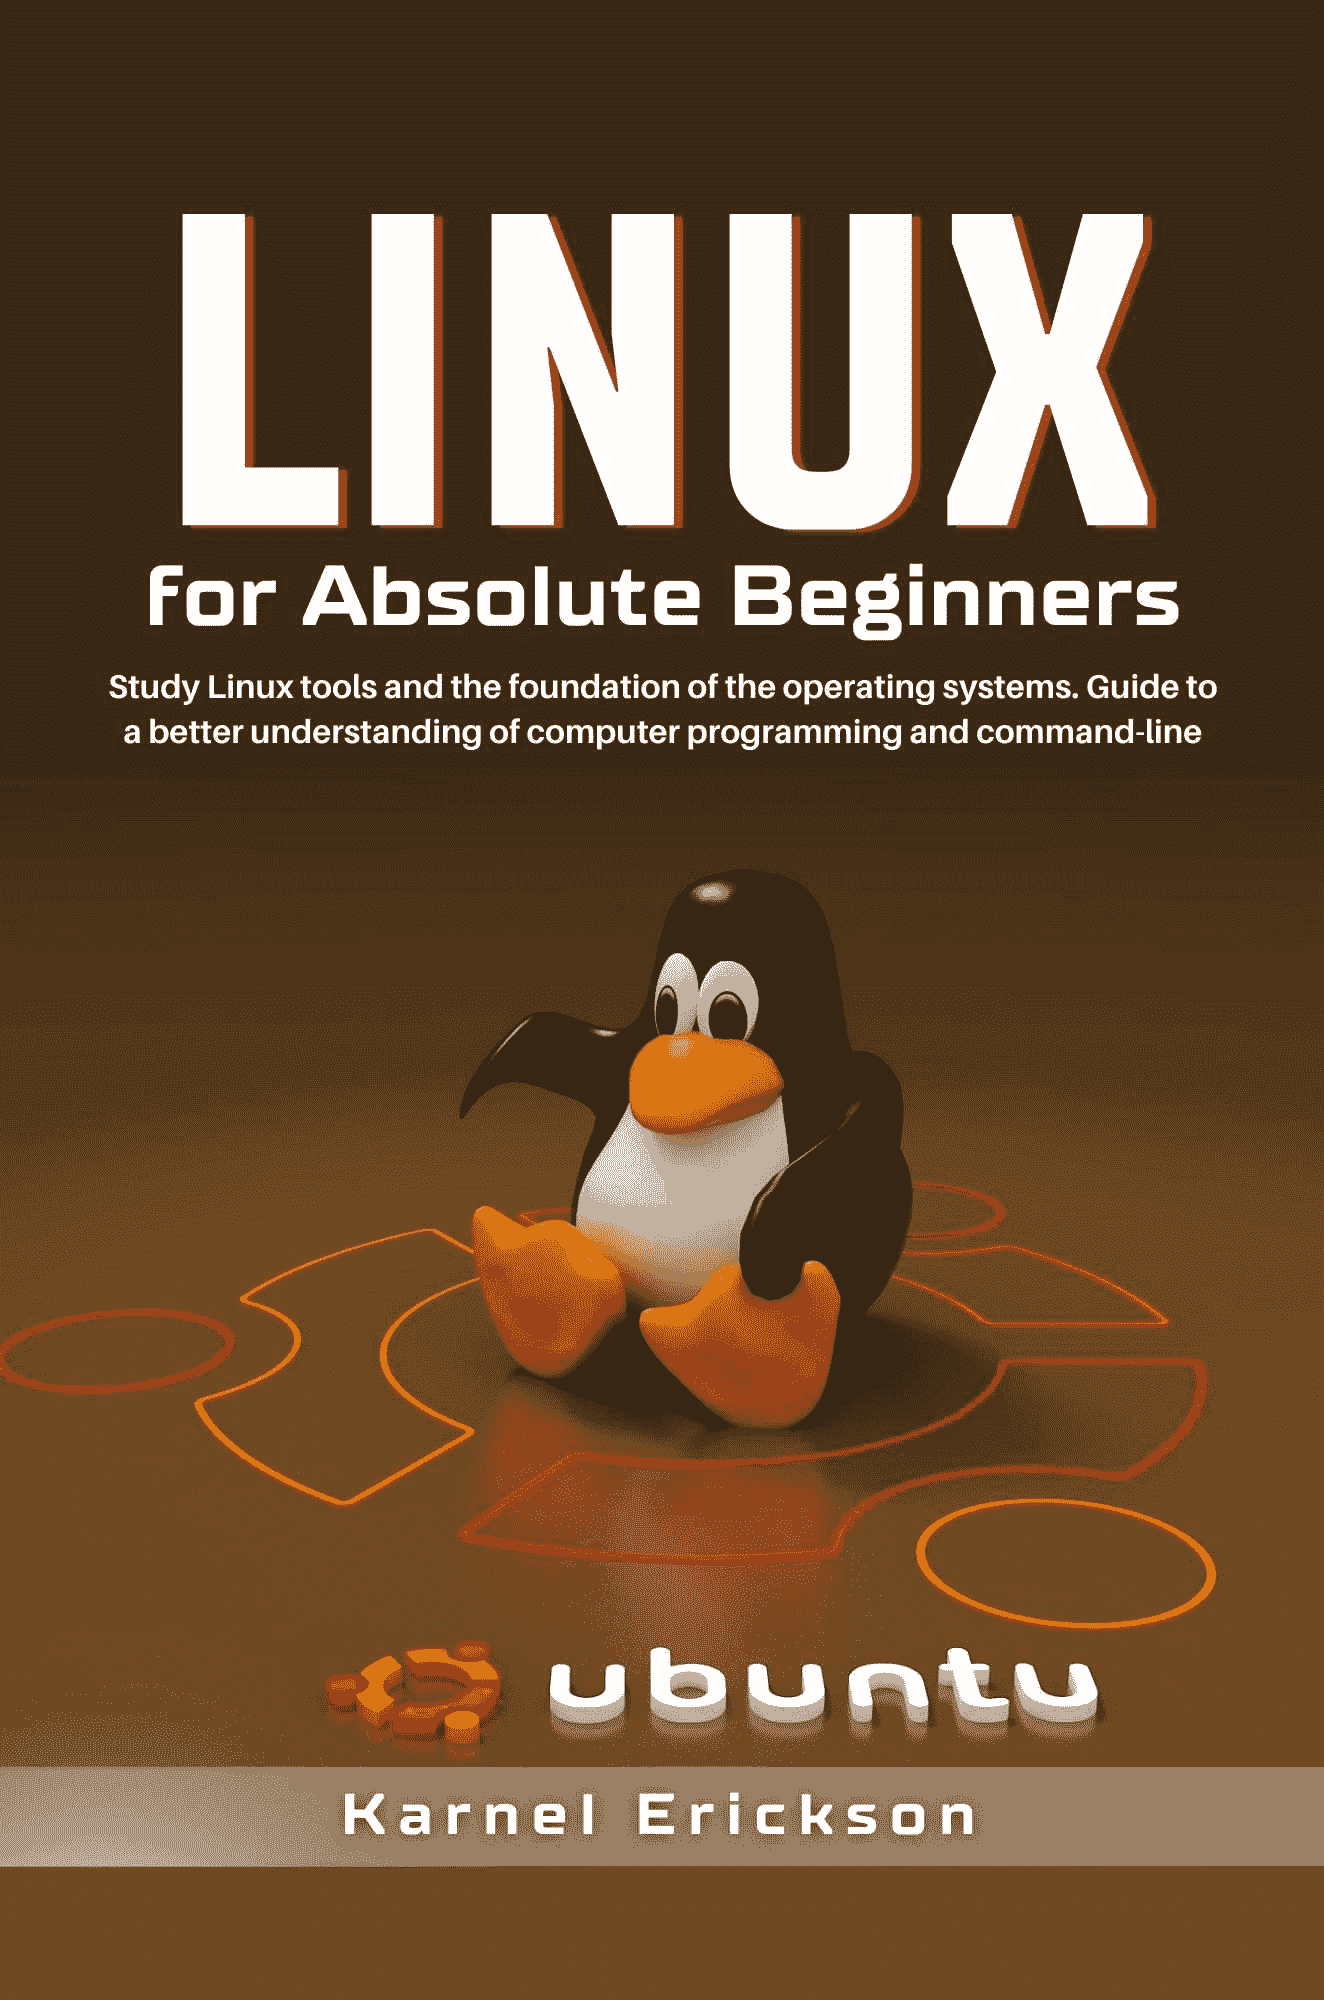 LINUX
for Absolute Beginners
Study Linux tools and the foundation of the operating systems. Guide to
a better understanding of computer programming and command-line
ubuntu
Karnel Erickson